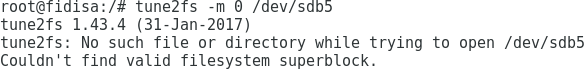 root@fidisa:/# tune2fs -m 0 /dev/sdb5
tune2fs 1.43.4 (31-Jan-2017)
tune2fs: No such file or directory while trying to open /dev/sdb5
Couldn't find valid filesystem superblock.